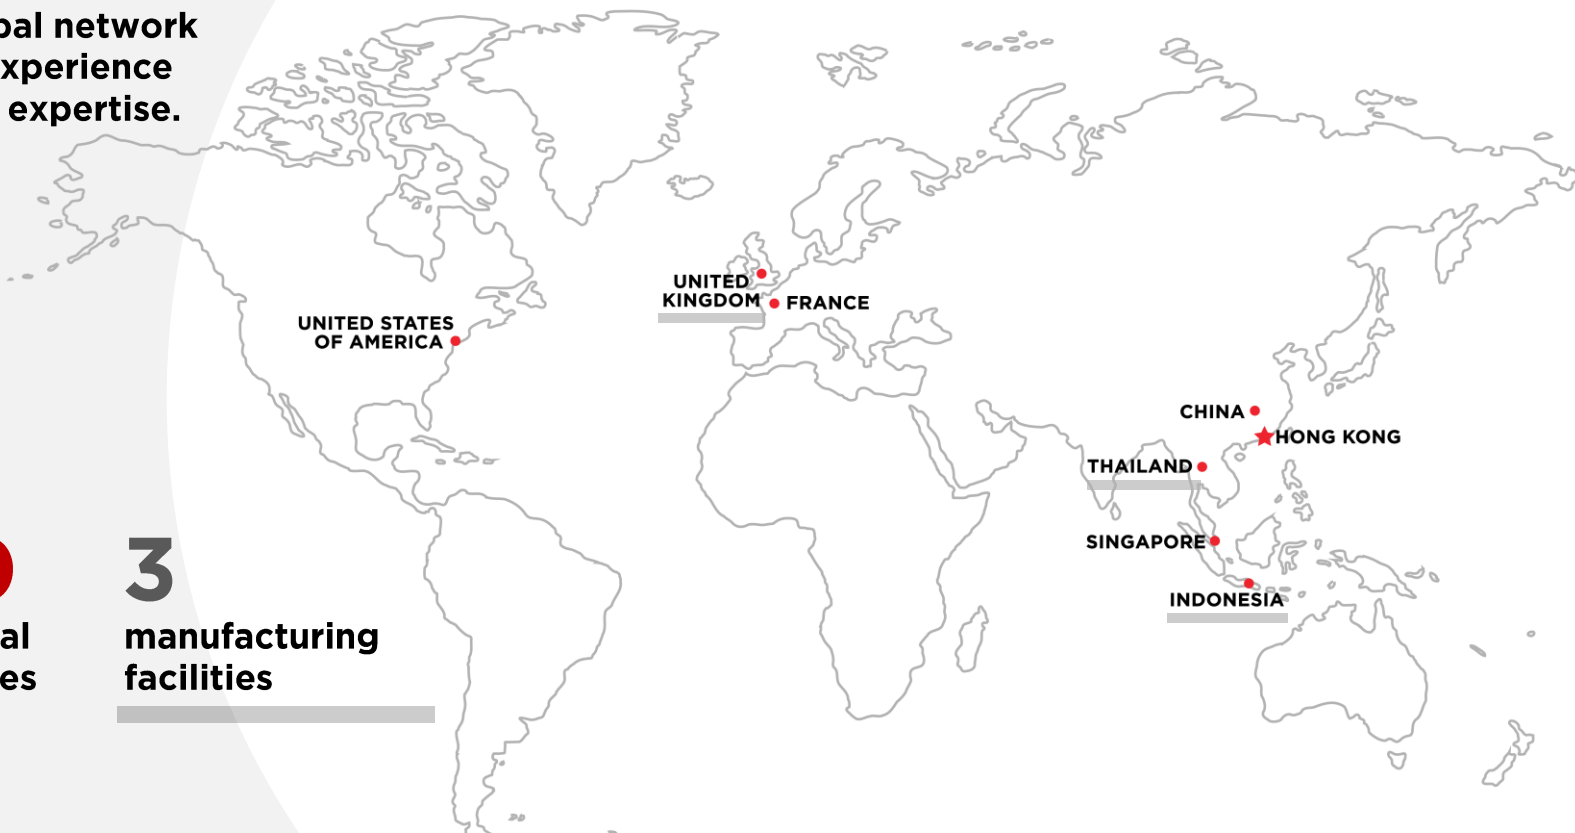 bal network
xperience
expertise.
UNITED STATES
OF AMERICA
UNITED
KINGDOM
FRANCE
CHINA
HONG KONG
THAILAND
SINGAPORE
INDONESIA
3
manufacturing
facilities
al
es